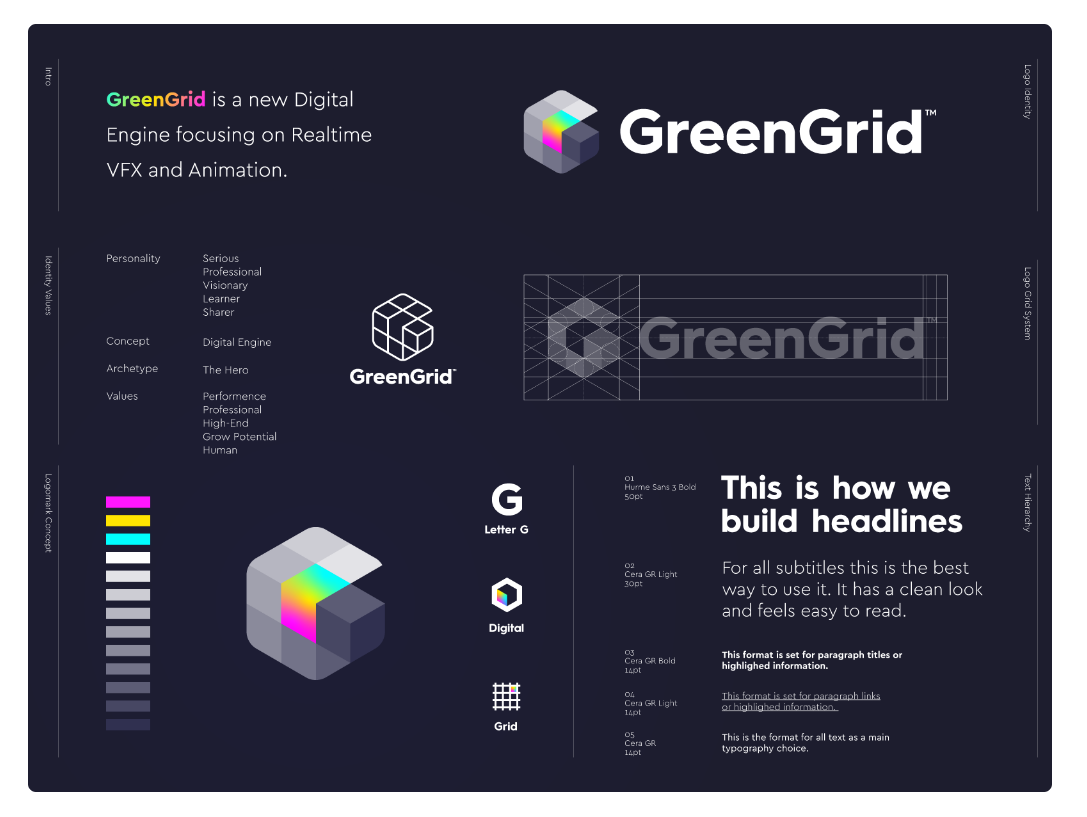 Intro
GreenGrid is a new Digital
Engine focusing on Realtime
VFX and Animation.
Logo Identity
GreenGrid™
Identity Values
Personality
Serious
Professional
Visionary
Learner
Sharer
Concept
Digital Engine
Archetype
The Hero
Values
Performence
Professional
High-End
Grow Potential
Human
GreenGrid™
Logo Grid System
GreenGrid™
Logomark Concept
G
Letter G
Digital
Grid
Text Hierarchy
01
Hurme Sans 3 Bold
50pt
This is how we
build headlines
02
Cera GR Light
30pt
For all subtitles this is the best
way to use it. It has a clean look
and feels easy to read.
03
Cera GR Bold
14pt
This format is set for paragraph titles or
highlighed information.
04
Cera GR Light
14pt
This format is set for paragraph links
or highlighed information.
05
Cera GR
14pt
This is the format for all text as a main
typography choice.